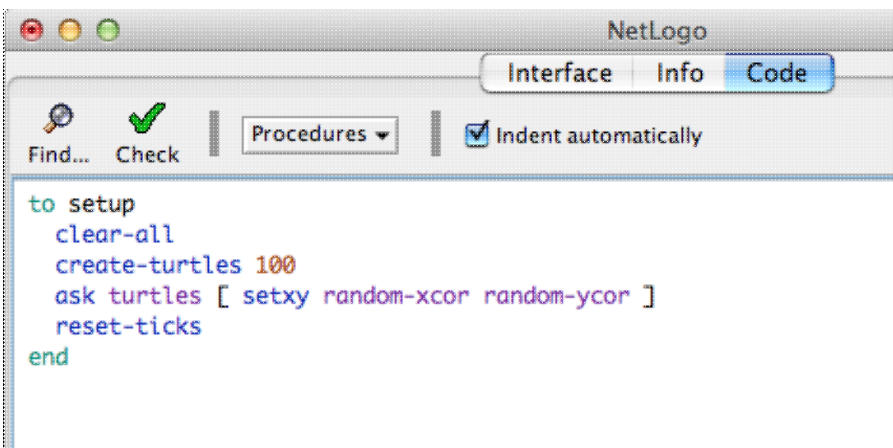 NetLogo
Interface Info Code
Find... Check Procedures Indent automatically
to setup
clear-all
create-turtles 100
ask turtles [ setxy random-xcor random-ycor ]
reset-ticks
end